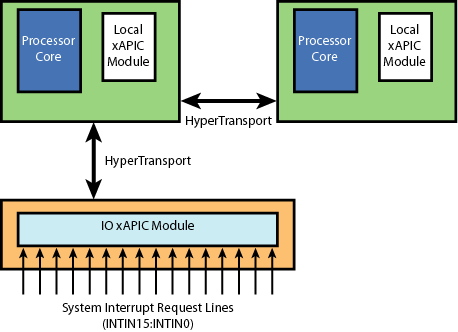 Processor
Core
Local
xAPIC
Module
Processor
Core
Local
xAPIC
Module
HyperTransport
HyperTransport
IO xAPIC Module
System Interrupt Request Lines
(INTIN15:INTIN0)